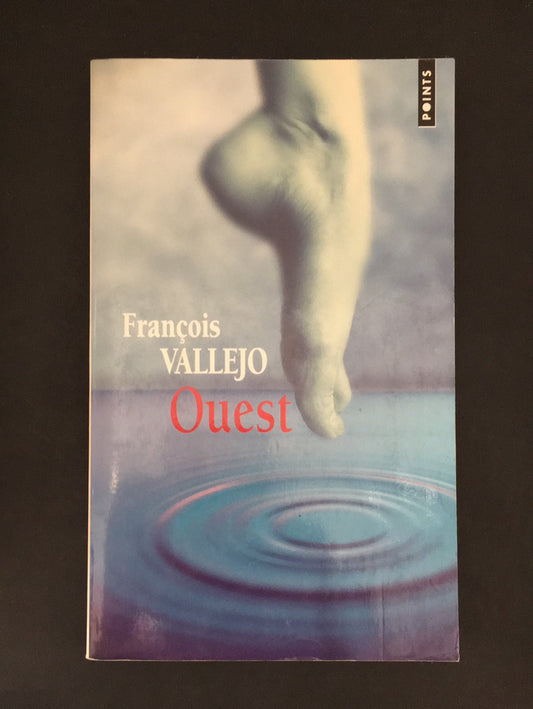 POINTS
François
VALLEJO
Ouest